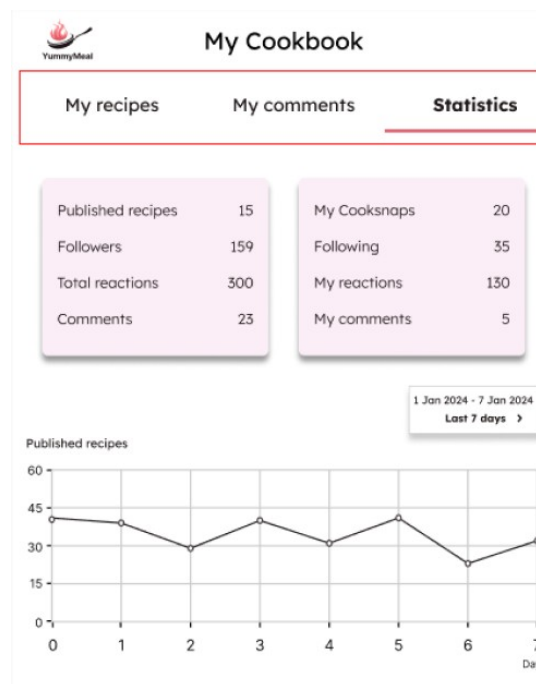 YummyMeal
My Cookbook
My recipes My comments Statistics
Published recipes 15
Followers 159
Total reactions 300
Comments 23
My Cooksnaps 20
Following 35
My reactions 130
My comments 5
1 Jan 2024 - 7 Jan 2024
Last 7 days >
Published recipes
60
45
30
15
0
0 1 2 3 4 5 6 7